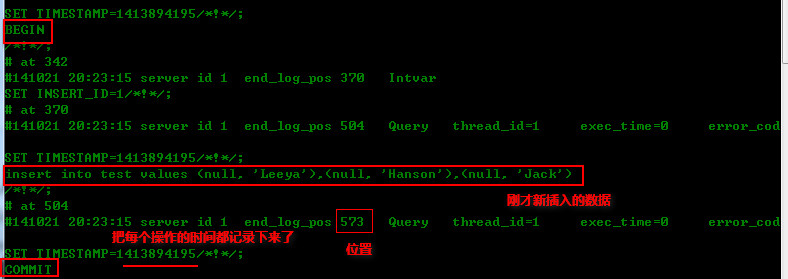 SET TIMESTAMP=1413894195/*!*/;
BEGIN
/*!*/;
# at 342
#141021 20:23:15 server id 1  end_log_pos 370   Intvar
SET INSERT_ID=1/*!*/;
# at 370
#141021 20:23:15 server id 1  end_log_pos 504   Query   thread_id=1     exec_time=0     error_cod
SET TIMESTAMP=1413894195/*!*/;
insert into test values (null, 'Leeya'),(null, 'Hanson'),(null, 'Jack')
/*!*/;
刚才新插入的数据
# at 504
#141021 20:23:15 server id 1  end_log_pos 573   Query   thread_id=1     exec_time=0     error_cod
把每个操作的时间都记录下来了
位置
SET TIMESTAMP=1413894195/*!*/;
COMMIT